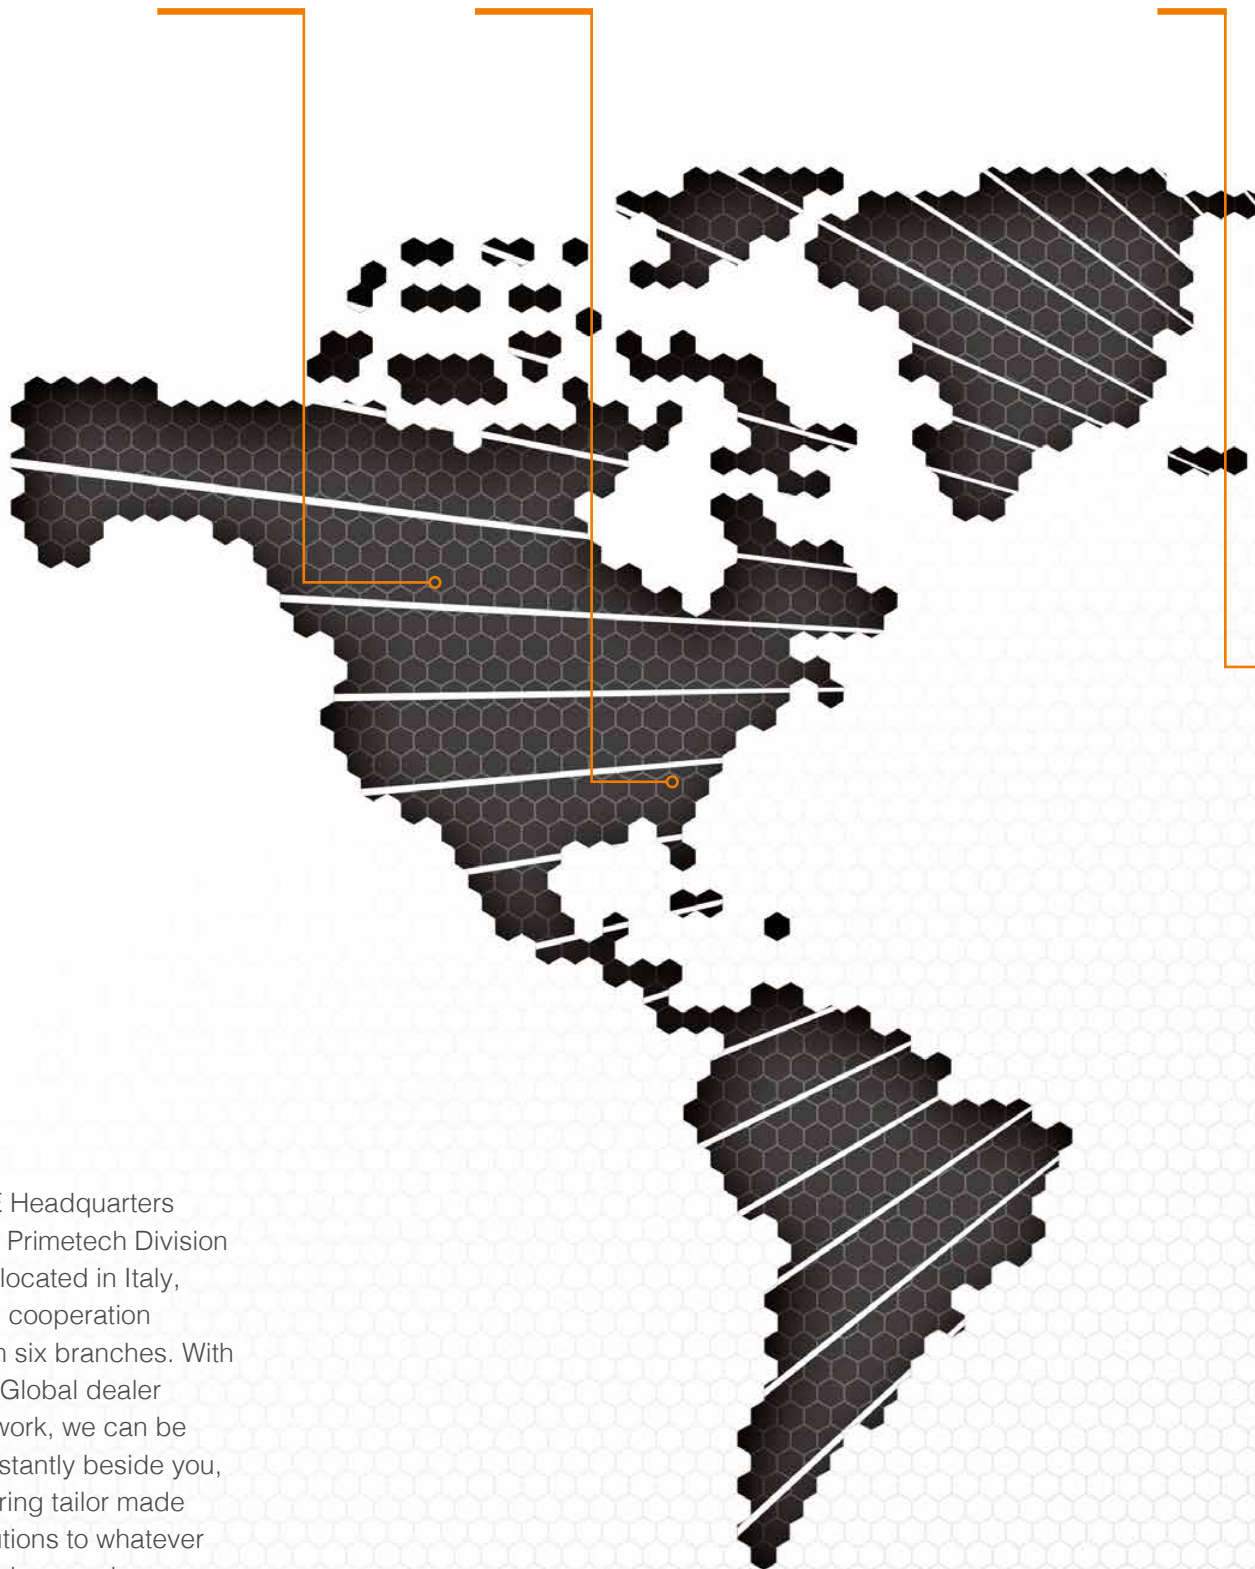 Headquarters
Primetech Division
located in Italy,
cooperation
six branches. With
Global dealer
work, we can be
stantly beside you,
ring tailor made
tions to whatever